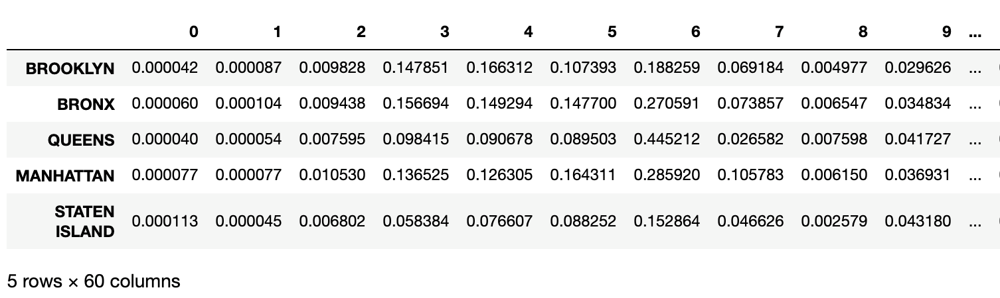 0 1 2 3 4 5 6 7 8 9 ...
BROOKLYN 0.000042 0.000087 0.009828 0.147851 0.166312 0.107393 0.188259 0.069184 0.004977 0.029626 ...
BRONX 0.000060 0.000104 0.009438 0.156694 0.149294 0.147700 0.270591 0.073857 0.006547 0.034834 ...
QUEENS 0.000040 0.000054 0.007595 0.098415 0.090678 0.089503 0.445212 0.026582 0.007598 0.041727 ...
MANHATTAN 0.000077 0.000077 0.010530 0.136525 0.126305 0.164311 0.285920 0.105783 0.006150 0.036931 ...
STATEN
ISLAND 0.000113 0.000045 0.006802 0.058384 0.076607 0.088252 0.152864 0.046626 0.002579 0.043180 ...
5 rows × 60 columns